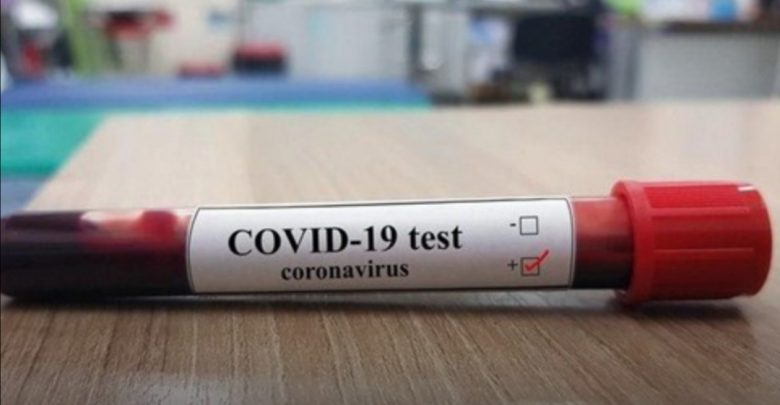 COVID-19 test
coronavirus
- ☐
+ ☑